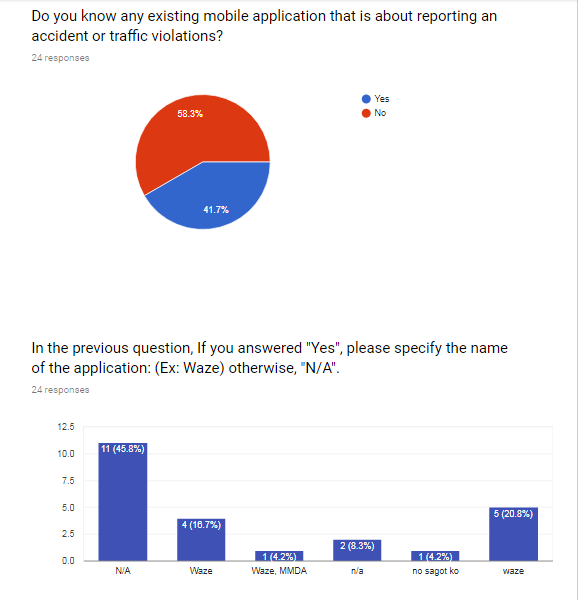 Do you know any existing mobile application that is about reporting an
accident or traffic violations?
24 responses
Yes
No
58.3%
41.7%
In the previous question, If you answered "Yes", please specify the name
of the application: (Ex: Waze) otherwise, "N/A".
24 responses
12.5
10.0
7.5
5.0
2.5
0.0
11 (45.8%)
4 (16.7%)
1 (4.2%)
2 (8.3%)
1 (4.2%)
5 (20.8%)
N/A
Waze
Waze, MMDA
n/a
no sagot ko
waze